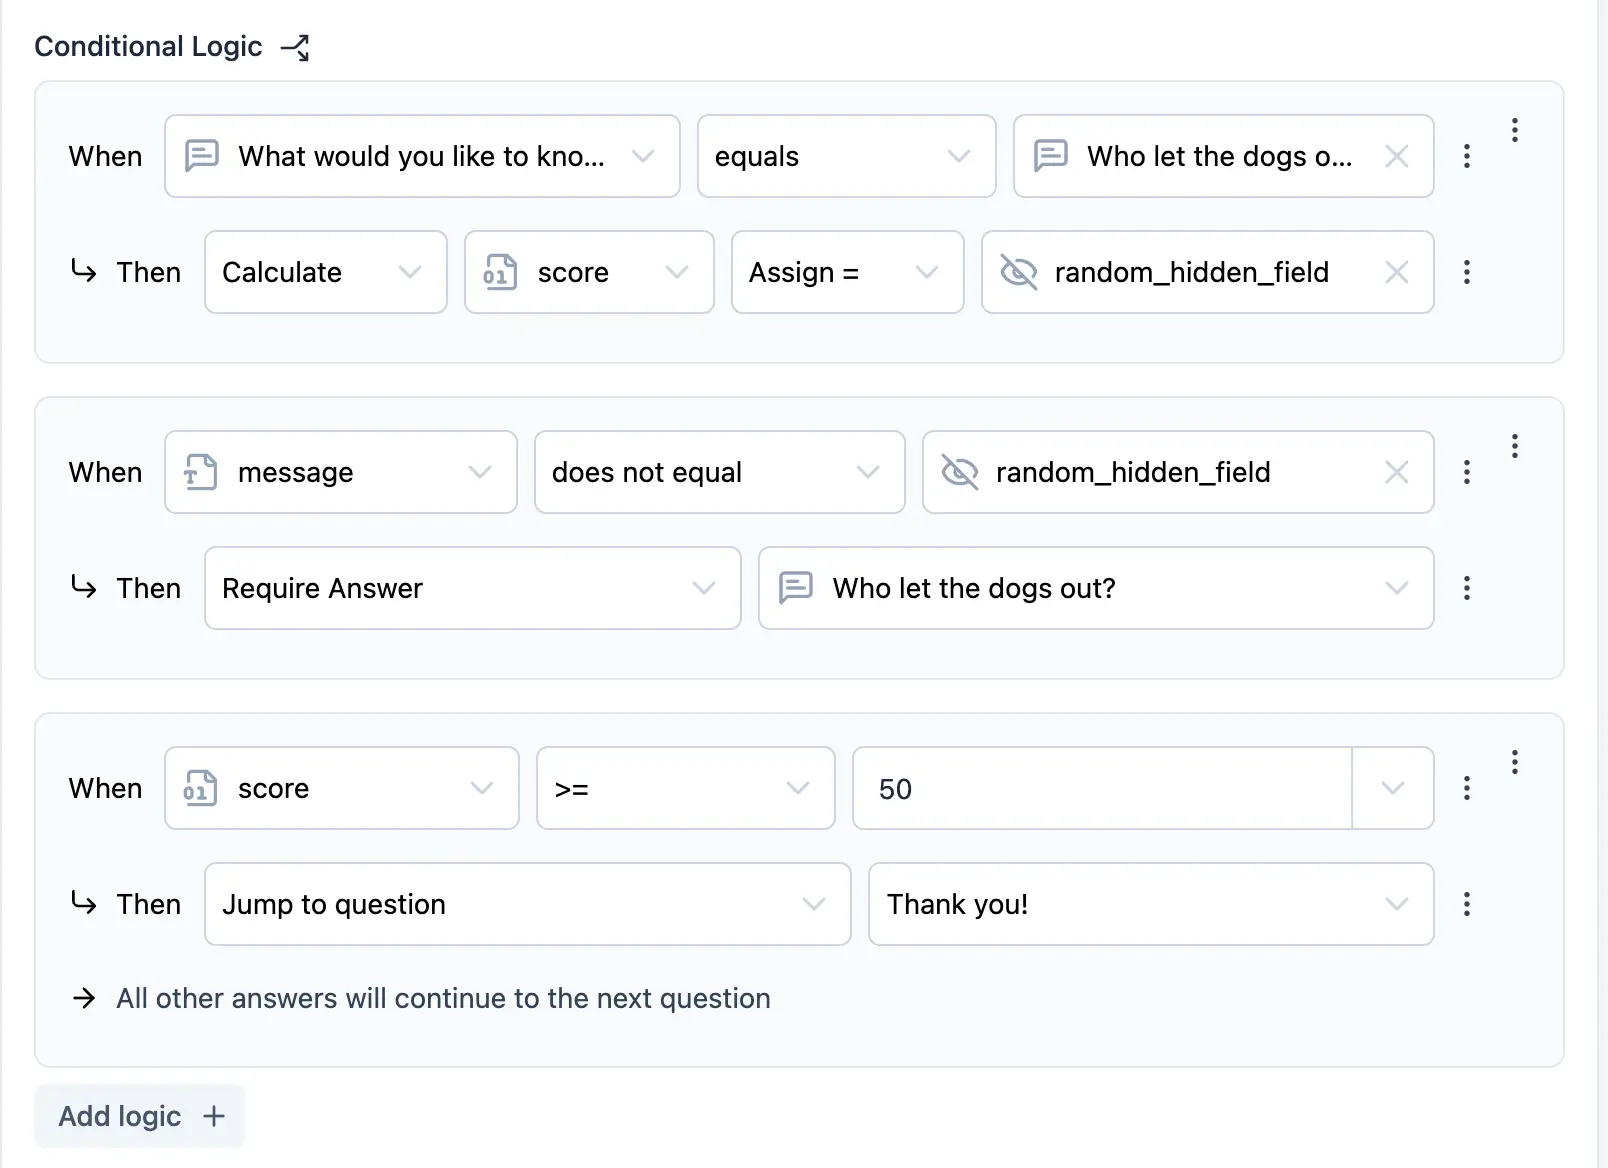 Conditional Logic
When What would you like to kno... equals Who let the dogs o...
Then Calculate score Assign = random_hidden_field
When message does not equal random_hidden_field
Then Require Answer Who let the dogs out?
When score >= 50
Then Jump to question Thank you!
All other answers will continue to the next question
Add logic +